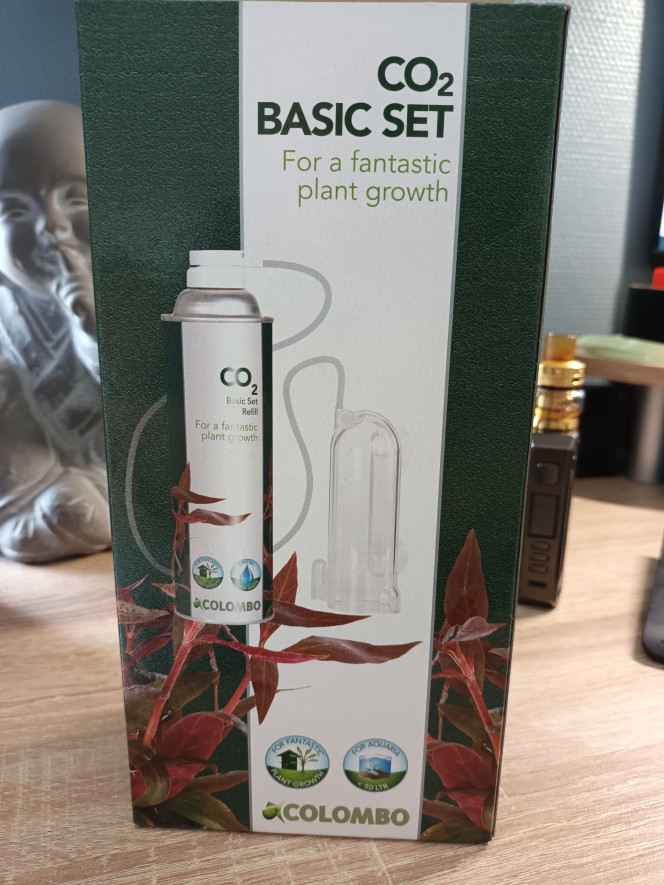 CO2
BASIC SET
For a fantastic
plant growth
CO2
Basic Set
Refill
For a fantastic
plant growth
COLOMBO
FOR FANTASTIC
PLANT GROWTH
FOR AQUARIA
< 50 LTR
COLOMBO